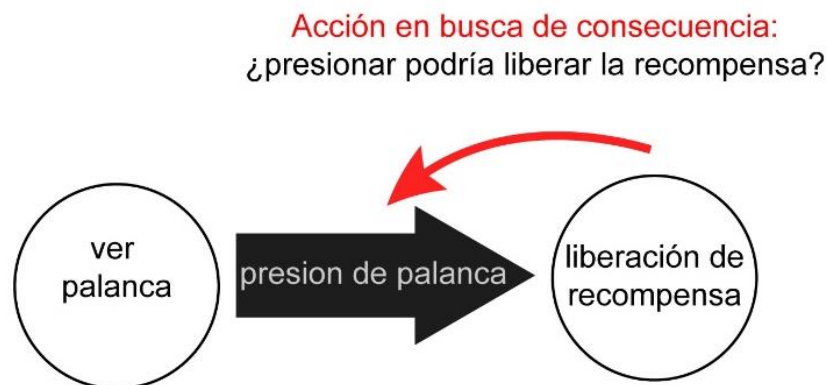 Acción en busca de consecuencia:
¿presionar podría liberar la recompensa?
ver
palanca
presion de palanca
liberación de
recompensa